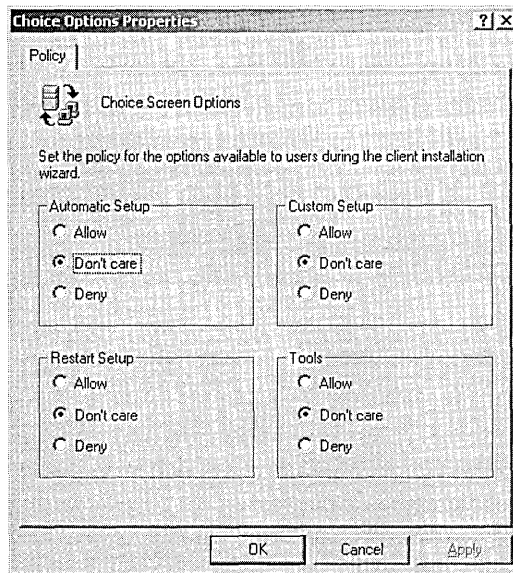 Choice Options Properties
Policy
Choice Screen Options
Set the policy for the options available to users during the client installation
wizard.
Automatic Setup
Allow
Don't care
Deny
Custom Setup
Allow
Don't care
Deny
Restart Setup
Allow
Don't care
Deny
Tools
Allow
Don't care
Deny
OK
Cancel
Apply